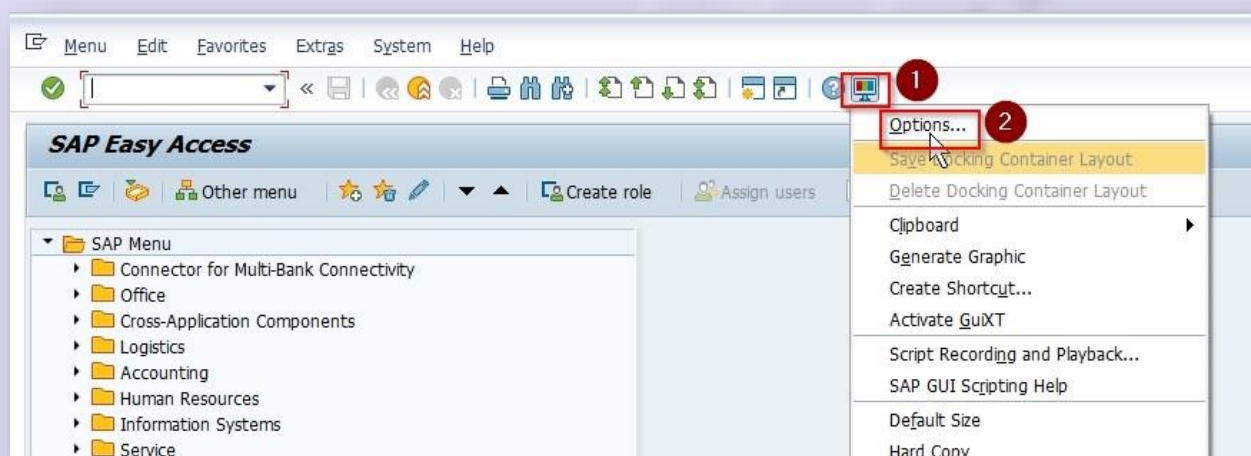 Menu Edit Favorites Extras System Help
1
SAP Easy Access
Other menu Create role Assign users
Options... 2
Save Docking Container Layout
Delete Docking Container Layout
Clipboard
Generate Graphic
Create Shortcut...
Activate GuiXT
Script Recording and Playback...
SAP GUI Scripting Help
Default Size
Hard Copy
SAP Menu
Connector for Multi-Bank Connectivity
Office
Cross-Application Components
Logistics
Accounting
Human Resources
Information Systems
Service